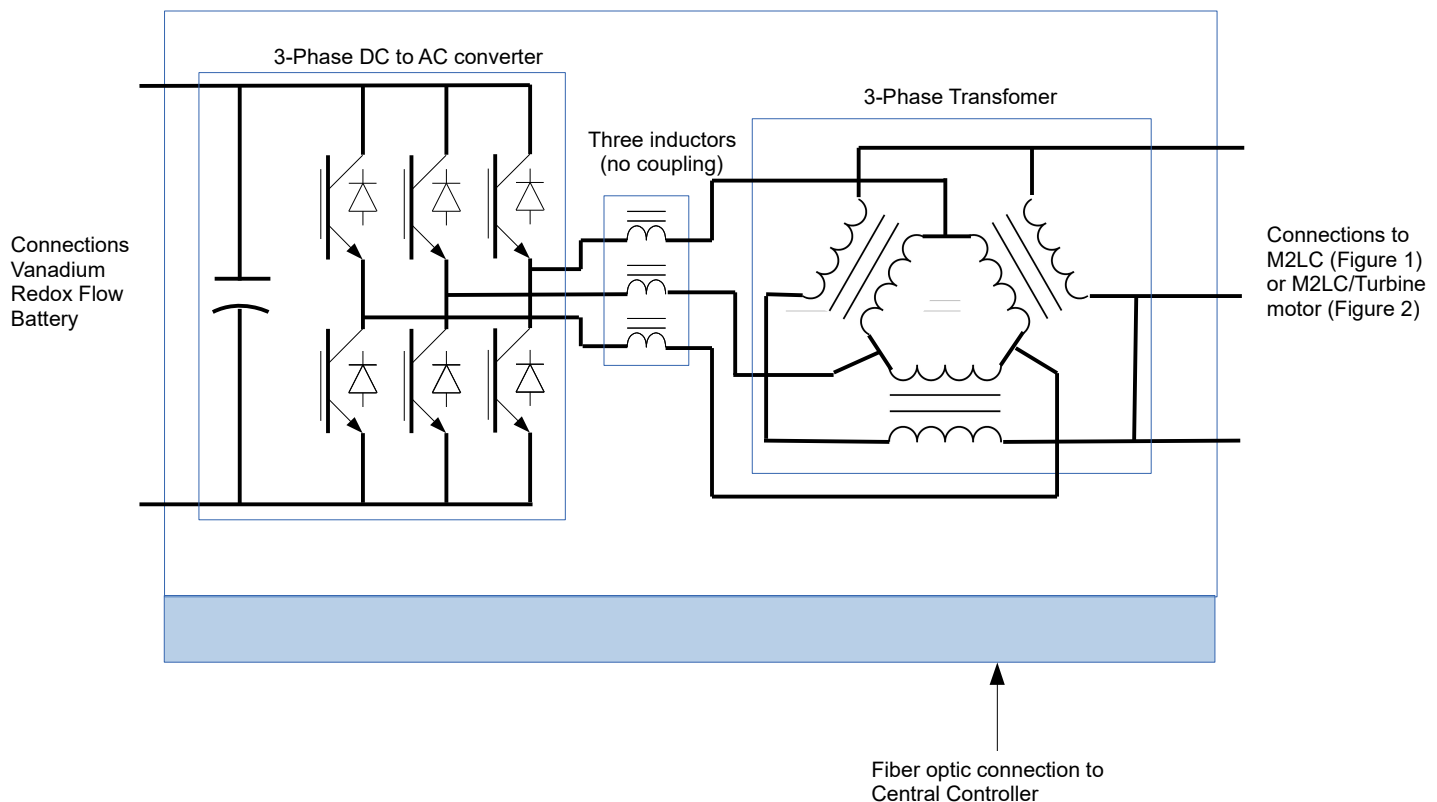 3-Phase DC to AC converter
3-Phase Transfomer
Three inductors
(no coupling)
Connections
Vanadium
Redox Flow
Battery
Connections to
M2LC (Figure 1)
or M2LC/Turbine
motor (Figure 2)
Fiber optic connection to
Central Controller